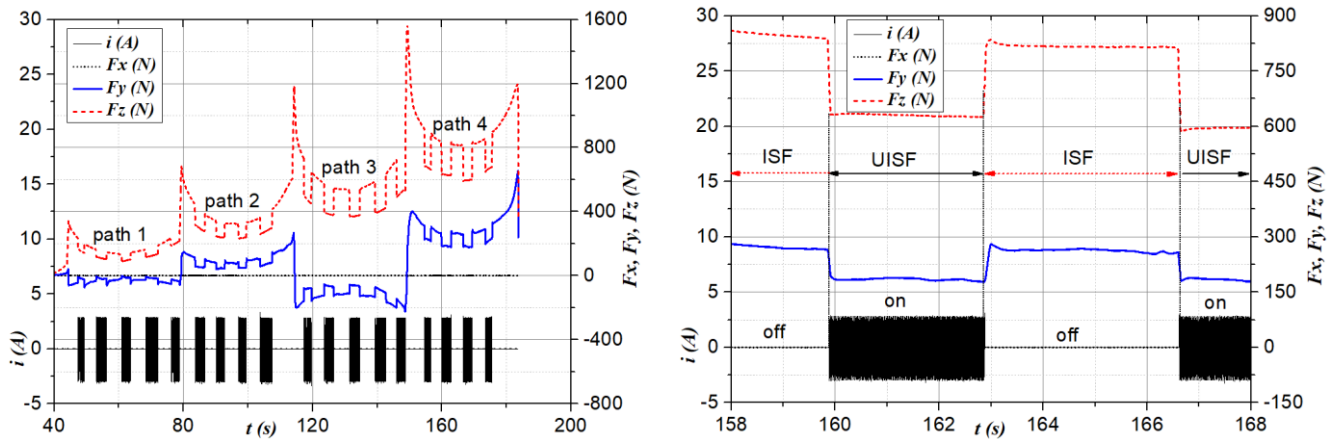 30
25
20
15
10
5
0
-5
i (A)
i (A)
Fx (N)
Fy (N)
Fz (N)
path 1
path 2
path 3
path 4
1600
1200
800
400
0
-400
-800
Fx, Fy, Fz (N)
40
80
120
160
200
t (s)
30
25
20
15
10
5
0
-5
i (A)
i (A)
Fx (N)
Fy (N)
Fz (N)
ISF
UISF
ISF
UISF
on
on
off
off
900
750
600
450
300
150
0
-150
Fx, Fy, Fz (N)
158
160
162
164
166
168
t (s)